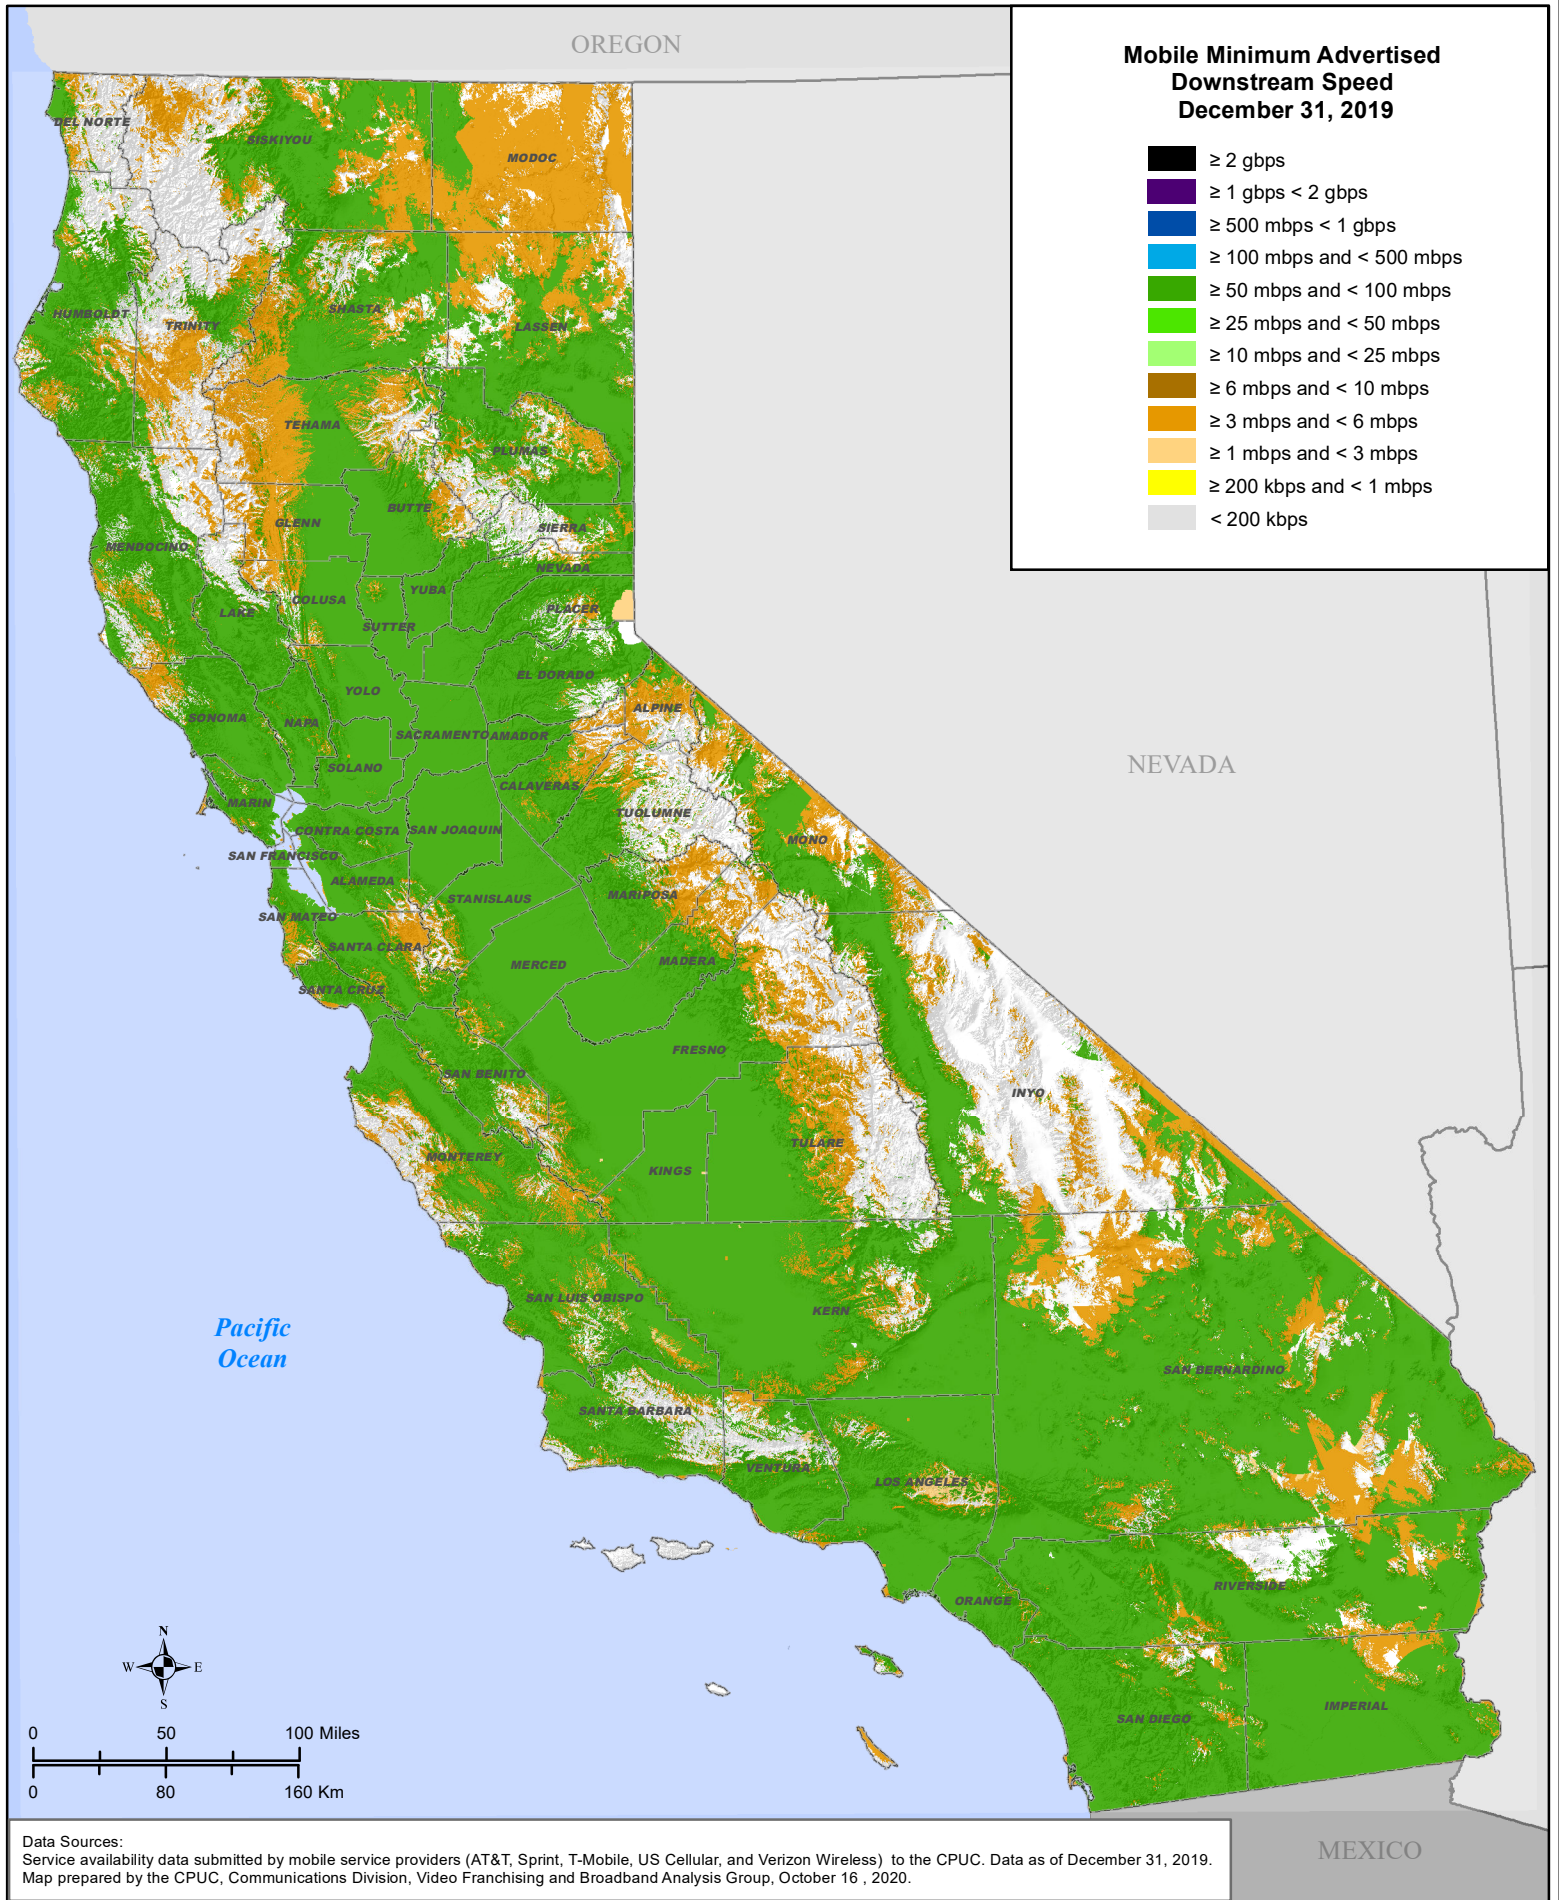 OREGON
Mobile Minimum Advertised
Downstream Speed
December 31, 2019
≥ 2 gbps
≥ 1 gbps < 2 gbps
≥ 500 mbps < 1 gbps
≥ 100 mbps and < 500 mbps
≥ 50 mbps and < 100 mbps
≥ 25 mbps and < 50 mbps
≥ 10 mbps and < 25 mbps
≥ 6 mbps and < 10 mbps
≥ 3 mbps and < 6 mbps
≥ 1 mbps and < 3 mbps
≥ 200 kbps and < 1 mbps
< 200 kbps
DEL NORTE
SISKIYOU
MODOC
HUMBOLDT
TRINITY
SHASTA
LASSEN
TEHAMA
PLUMAS
BUTTE
GLENN
SIERRA
MENDOCINO
NEVADA
YUBA
COLUSA
PLACER
LAKE
SUTTER
EL DORADO
YOLO
ALPINE
SONOMA
NAPA
SACRAMENTO
AMADOR
NEVADA
SOLANO
CALAVERAS
MARIN
TUOLUMNE
CONTRA COSTA
SAN JOAQUIN
MONO
SAN FRANCISCO
ALAMEDA
MARIPOSA
STANISLAUS
SAN MATEO
SANTA CLARA
MERCED
MADERA
SANTA CRUZ
FRESNO
SAN BENITO
INYO
TULARE
MONTEREY
KINGS
SAN LUIS OBISPO
KERN
Pacific
Ocean
SAN BERNARDINO
SANTA BARBARA
VENTURA
LOS ANGELES
RIVERSIDE
ORANGE
N
W
E
S
IMPERIAL
SAN DIEGO
0 50 100 Miles
0 80 160 Km
MEXICO
Data Sources:
Service availability data submitted by mobile service providers (AT&T, Sprint, T-Mobile, US Cellular, and Verizon Wireless) to the CPUC. Data as of December 31, 2019.
Map prepared by the CPUC, Communications Division, Video Franchising and Broadband Analysis Group, October 16 , 2020.